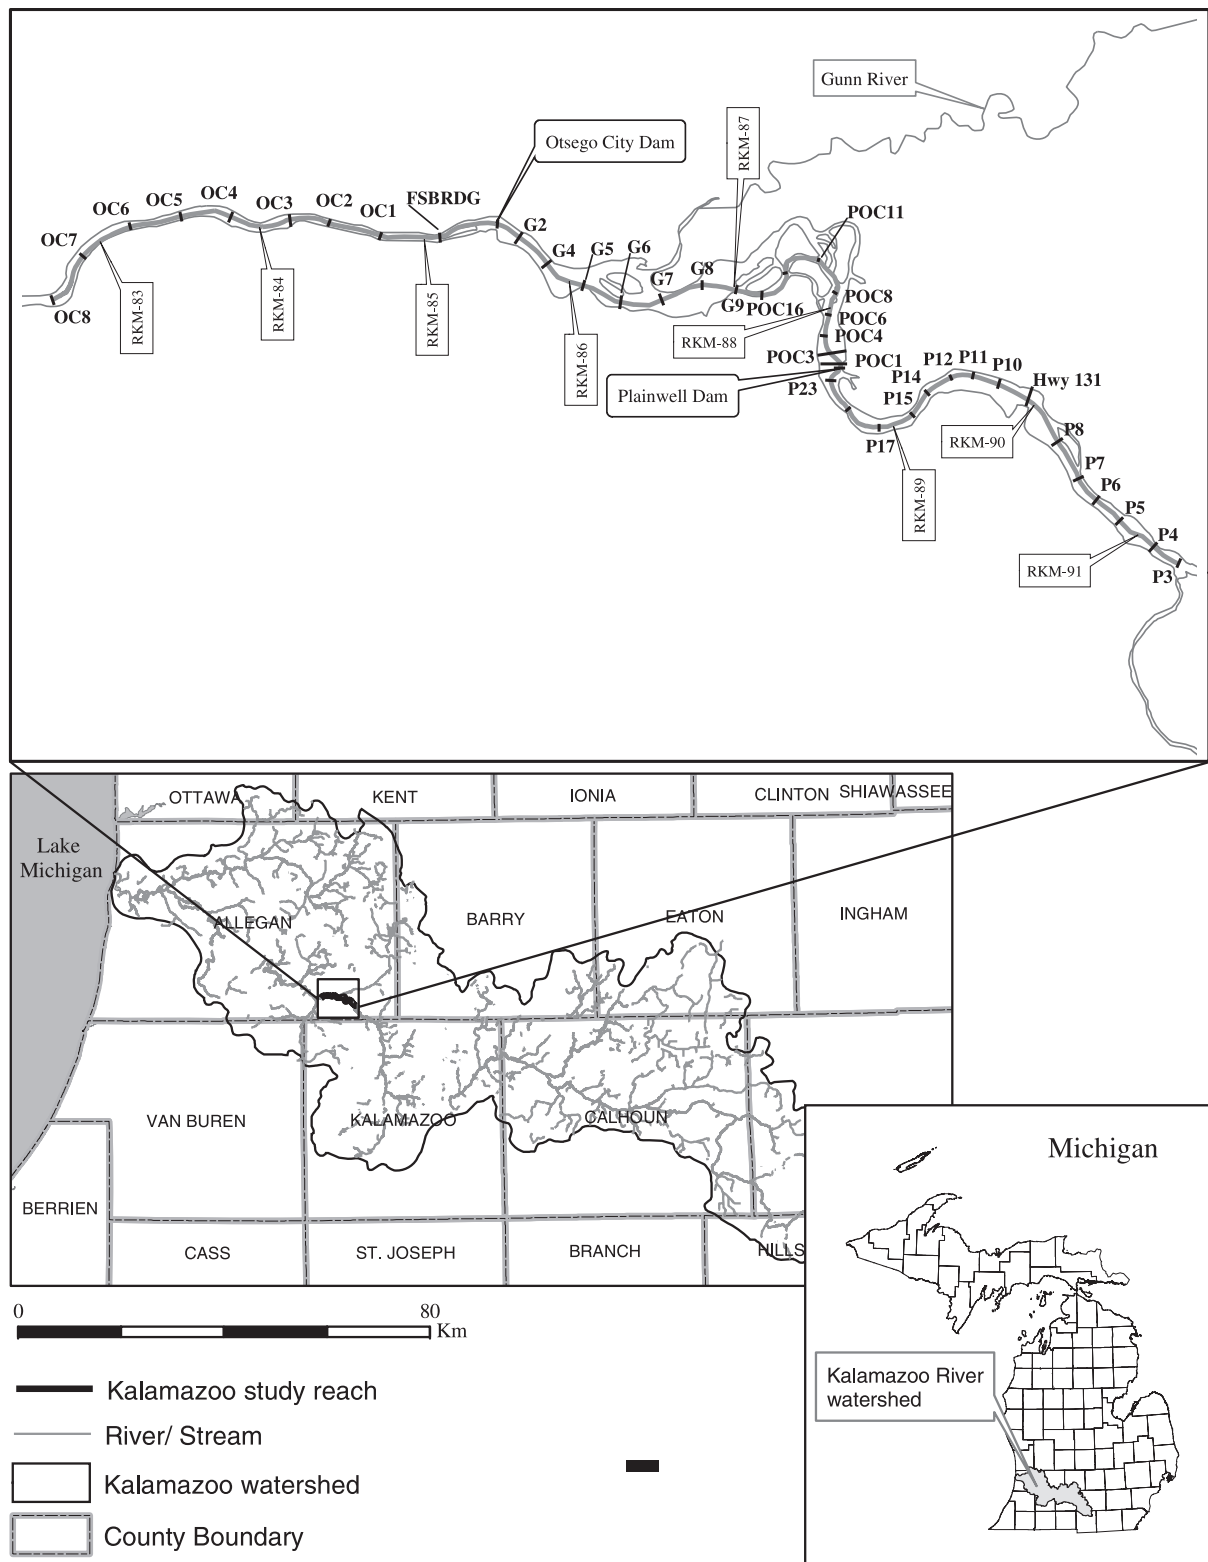 Gunn River
RKM-87
Otsego City Dam
OC4
OC5
OC6
OC3
OC2
OC1
FSBRDG
G2
POC11
OC7
G4
G5
G6
G7
G8
G9
POC16
POC8
OC8
RKM-83
RKM-84
RKM-85
RKM-86
RKM-88
POC6
POC4
POC3
POC1
Plainwell Dam
P23
P12
P11
P10
P14
P15
Hwy 131
P17
RKM-89
RKM-90
P8
P7
P6
P5
P4
P3
RKM-91
OTTAWA
KENT
IONIA
CLINTON
SHIAWASSEE
Lake
Michigan
ALLEGAN
BARRY
EATON
INGHAM
VAN BUREN
KALAMAZOO
CALHOUN
BERRIEN
CASS
ST. JOSEPH
BRANCH
HILLS
0
80
Km
Kalamazoo study reach
River/ Stream
Kalamazoo watershed
County Boundary
Michigan
Kalamazoo River
watershed